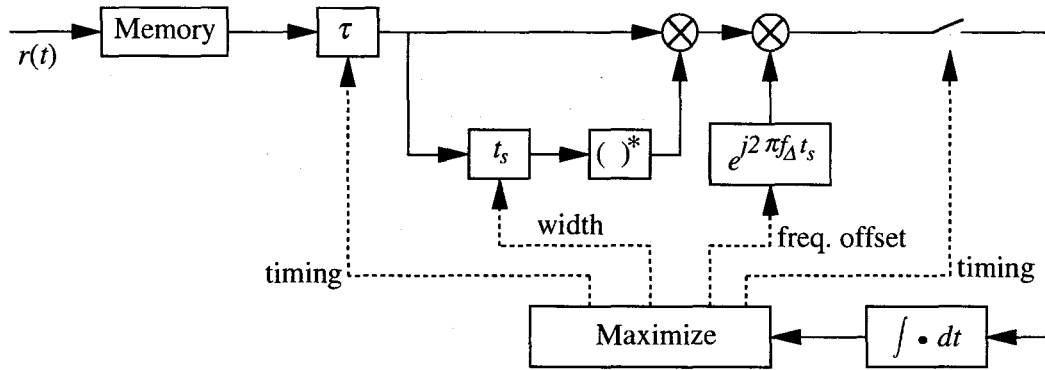 Memory
τ
r(t)
t_s
( )*
e^{j2πf_Δ t_s}
width
freq. offset
timing
timing
Maximize
∫ • dt